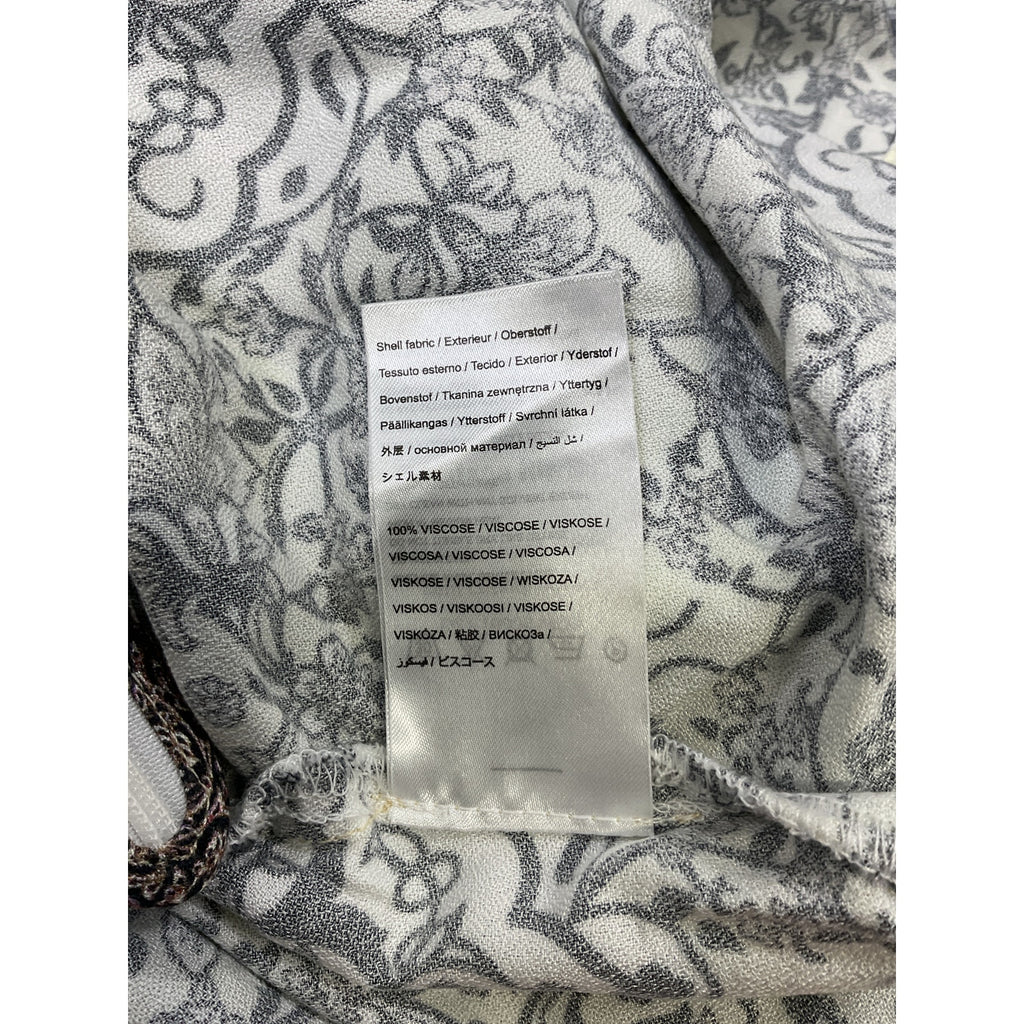 Shell fabric / Exterieur / Oberstoff /
Tessuto esterno / Tecido / Exterior / Yderstof /
Bovenstof / Tkanina zewnętrzna / Yttertyg /
Päällikangas / Ytterstoff / Svrchní látka /
外层 / основной материал / شل النسيج /
シェル素材
100% VISCOSE / VISCOSE / VISKOSE /
VISCOSA / VISCOSE / VISCOSA /
VISKOSE / VISCOSE / WISKOZA /
VISKOS / VISKOOSI / VISKOSE /
VISKÓZA / 粘胶 / ВИСКОЗа /
فيسكوز / ビスコース